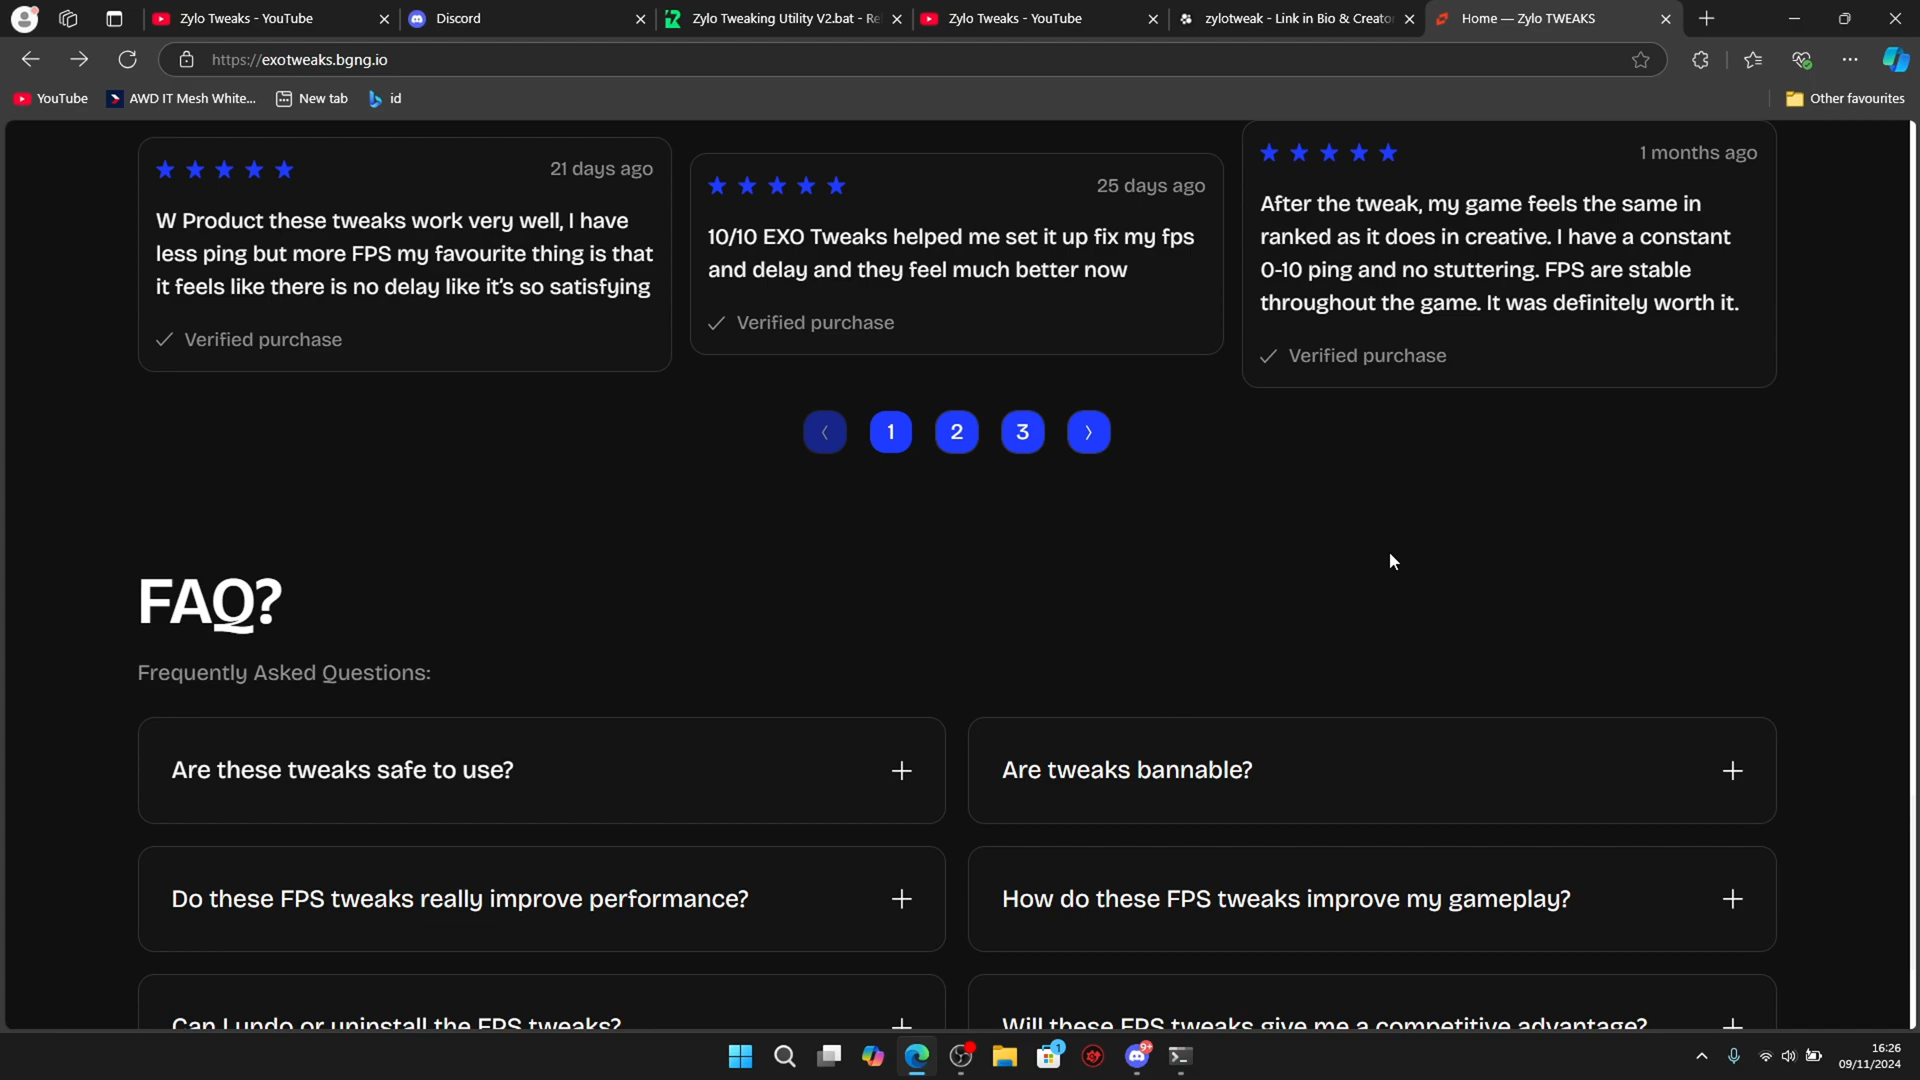 Zylo Tweaks - YouTube
Discord
Zylo Tweaking Utility V2.bat - Re
Zylo Tweaks - YouTube
zylotweak - Link in Bio & Creator
Home — Zylo TWEAKS
https://exotweaks.bgng.io
YouTube
AWD IT Mesh White...
New tab
id
Other favourites
21 days ago
W Product these tweaks work very well, I have
less ping but more FPS my favourite thing is that
it feels like there is no delay like it's so satisfying
Verified purchase
25 days ago
10/10 EXO Tweaks helped me set it up fix my fps
and delay and they feel much better now
Verified purchase
1 months ago
After the tweak, my game feels the same in
ranked as it does in creative. I have a constant
0-10 ping and no stuttering. FPS are stable
throughout the game. It was definitely worth it.
Verified purchase
1
2
3
FAQ?
Frequently Asked Questions:
Are these tweaks safe to use?
Are tweaks bannable?
Do these FPS tweaks really improve performance?
How do these FPS tweaks improve my gameplay?
Can I undo or uninstall the FPS tweaks?
Will these FPS tweaks give me a competitive advantage?
1
9+
16:26
09/11/2024